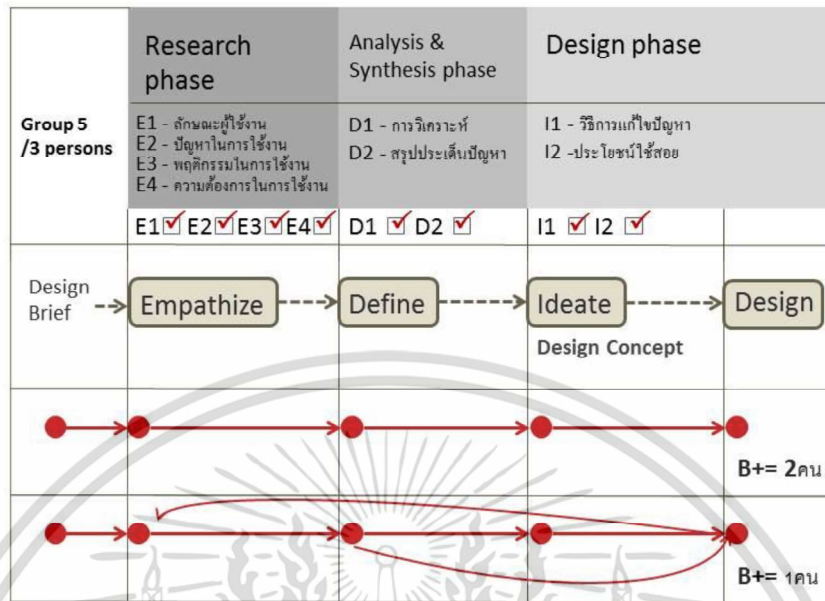 Research
phase
Analysis &
Synthesis phase
Design phase
Group 5
/3 persons
E1 - ลักษณะผู้ใช้งาน
E2 - ปัญหาในการใช้งาน
E3 - พฤติกรรมในการใช้งาน
E4 - ความต้องการในการใช้งาน
D1 - การวิเคราะห์
D2 - สรุปประเด็นปัญหา
I1 - วิธีการแก้ไขปัญหา
I2 -ประโยชน์ใช้สอย
E1 E2 E3 E4 D1 D2 I1 I2
Design
Brief
Empathize
Define
Ideate
Design
Design Concept
B+= 2คน
B+= 1คน